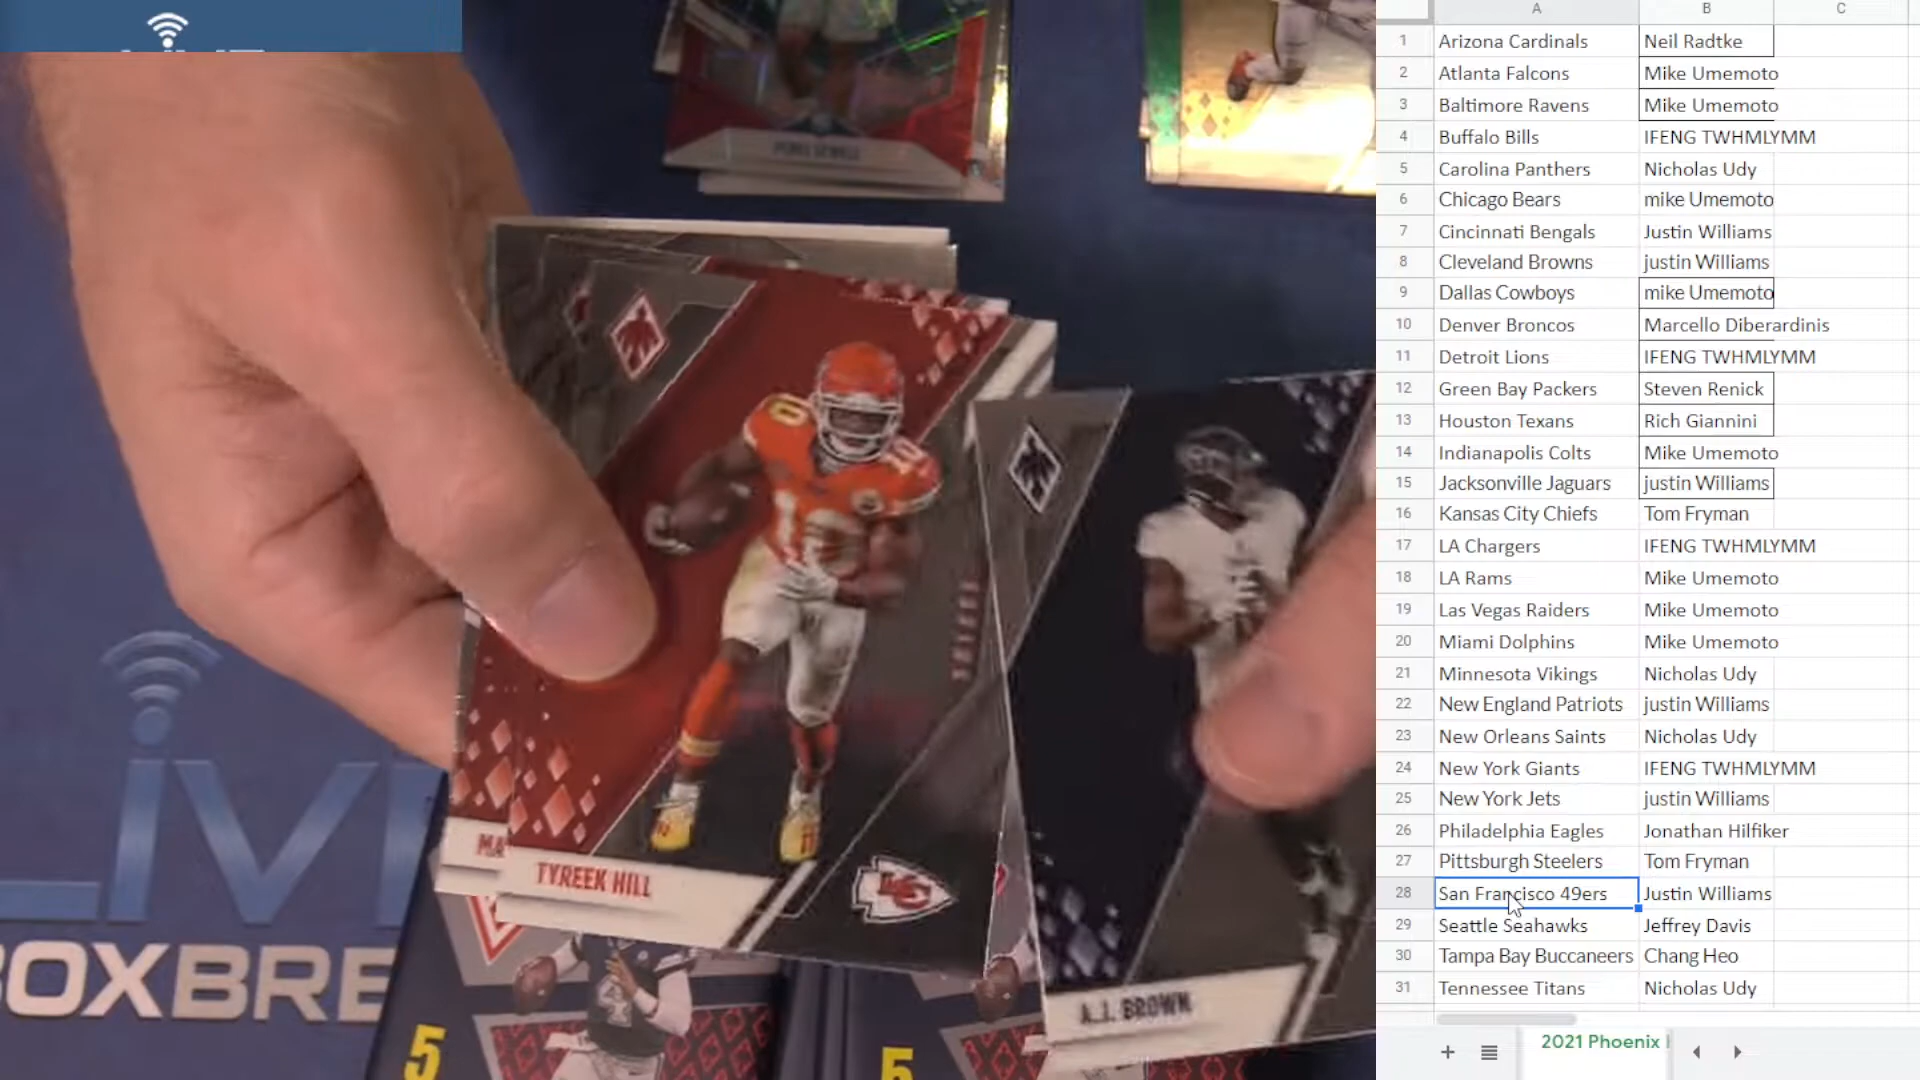 PENEI SEWELL
TYREEK HILL
MA
A.J. BROWN
10
10
KC
4
5
5
LIVE
BOXBRE
A B C
1 Arizona Cardinals Neil Radtke
2 Atlanta Falcons Mike Umemoto
3 Baltimore Ravens Mike Umemoto
4 Buffalo Bills IFENG TWHMLYMM
5 Carolina Panthers Nicholas Udy
6 Chicago Bears mike Umemoto
7 Cincinnati Bengals Justin Williams
8 Cleveland Browns justin Williams
9 Dallas Cowboys mike Umemoto
10 Denver Broncos Marcello Diberardinis
11 Detroit Lions IFENG TWHMLYMM
12 Green Bay Packers Steven Renick
13 Houston Texans Rich Giannini
14 Indianapolis Colts Mike Umemoto
15 Jacksonville Jaguars justin Williams
16 Kansas City Chiefs Tom Fryman
17 LA Chargers IFENG TWHMLYMM
18 LA Rams Mike Umemoto
19 Las Vegas Raiders Mike Umemoto
20 Miami Dolphins Mike Umemoto
21 Minnesota Vikings Nicholas Udy
22 New England Patriots justin Williams
23 New Orleans Saints Nicholas Udy
24 New York Giants IFENG TWHMLYMM
25 New York Jets justin Williams
26 Philadelphia Eagles Jonathan Hilfiker
27 Pittsburgh Steelers Tom Fryman
28 San Francisco 49ers Justin Williams
29 Seattle Seahawks Jeffrey Davis
30 Tampa Bay Buccaneers Chang Heo
31 Tennessee Titans Nicholas Udy
2021 Phoenix